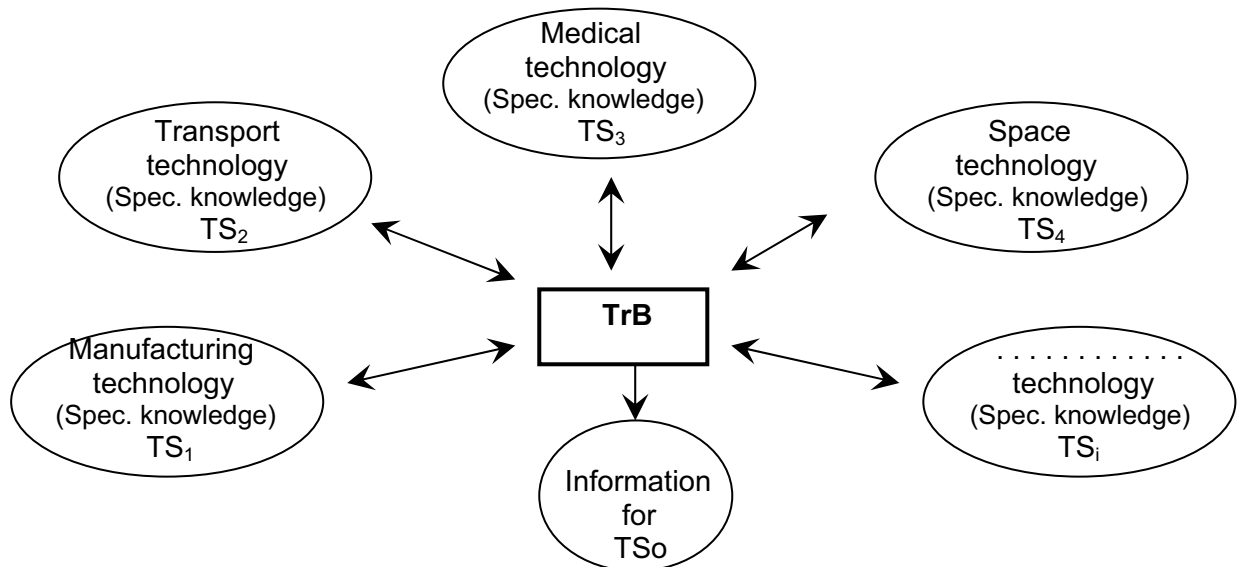 Medical
technology
(Spec. knowledge)
TS₃
Transport
technology
(Spec. knowledge)
TS₂
Space
technology
(Spec. knowledge)
TS₄
TrB
Manufacturing
technology
(Spec. knowledge)
TS₁
. . . . . . . . . . . .
technology
(Spec. knowledge)
TSᵢ
Information
for
TSo